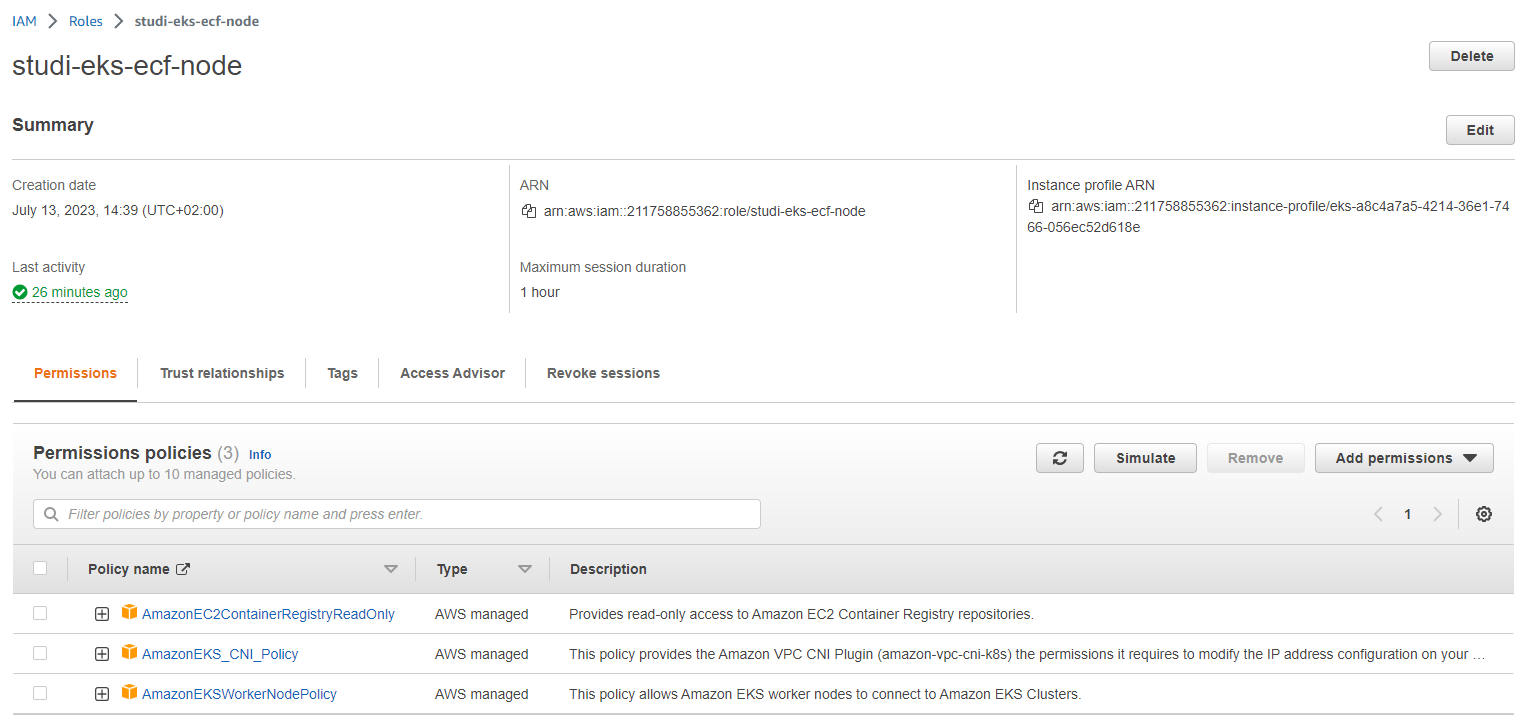 IAM > Roles > studi-eks-ecf-node
studi-eks-ecf-node
Delete
Summary
Edit
Creation date
July 13, 2023, 14:39 (UTC+02:00)
ARN
arn:aws:iam::211758855362:role/studi-eks-ecf-node
Instance profile ARN
arn:aws:iam::211758855362:instance-profile/eks-a8c4a7a5-4214-36e1-74
66-056ec52d618e
Last activity
26 minutes ago
Maximum session duration
1 hour
Permissions Trust relationships Tags Access Advisor Revoke sessions
Permissions policies (3) Info
You can attach up to 10 managed policies.
Simulate Remove Add permissions
Filter policies by property or policy name and press enter.
1
Policy name Type Description
AmazonEC2ContainerRegistryReadOnly AWS managed Provides read-only access to Amazon EC2 Container Registry repositories.
AmazonEKS_CNI_Policy AWS managed This policy provides the Amazon VPC CNI Plugin (amazon-vpc-cni-k8s) the permissions it requires to modify the IP address configuration on your ...
AmazonEKSWorkerNodePolicy AWS managed This policy allows Amazon EKS worker nodes to connect to Amazon EKS Clusters.